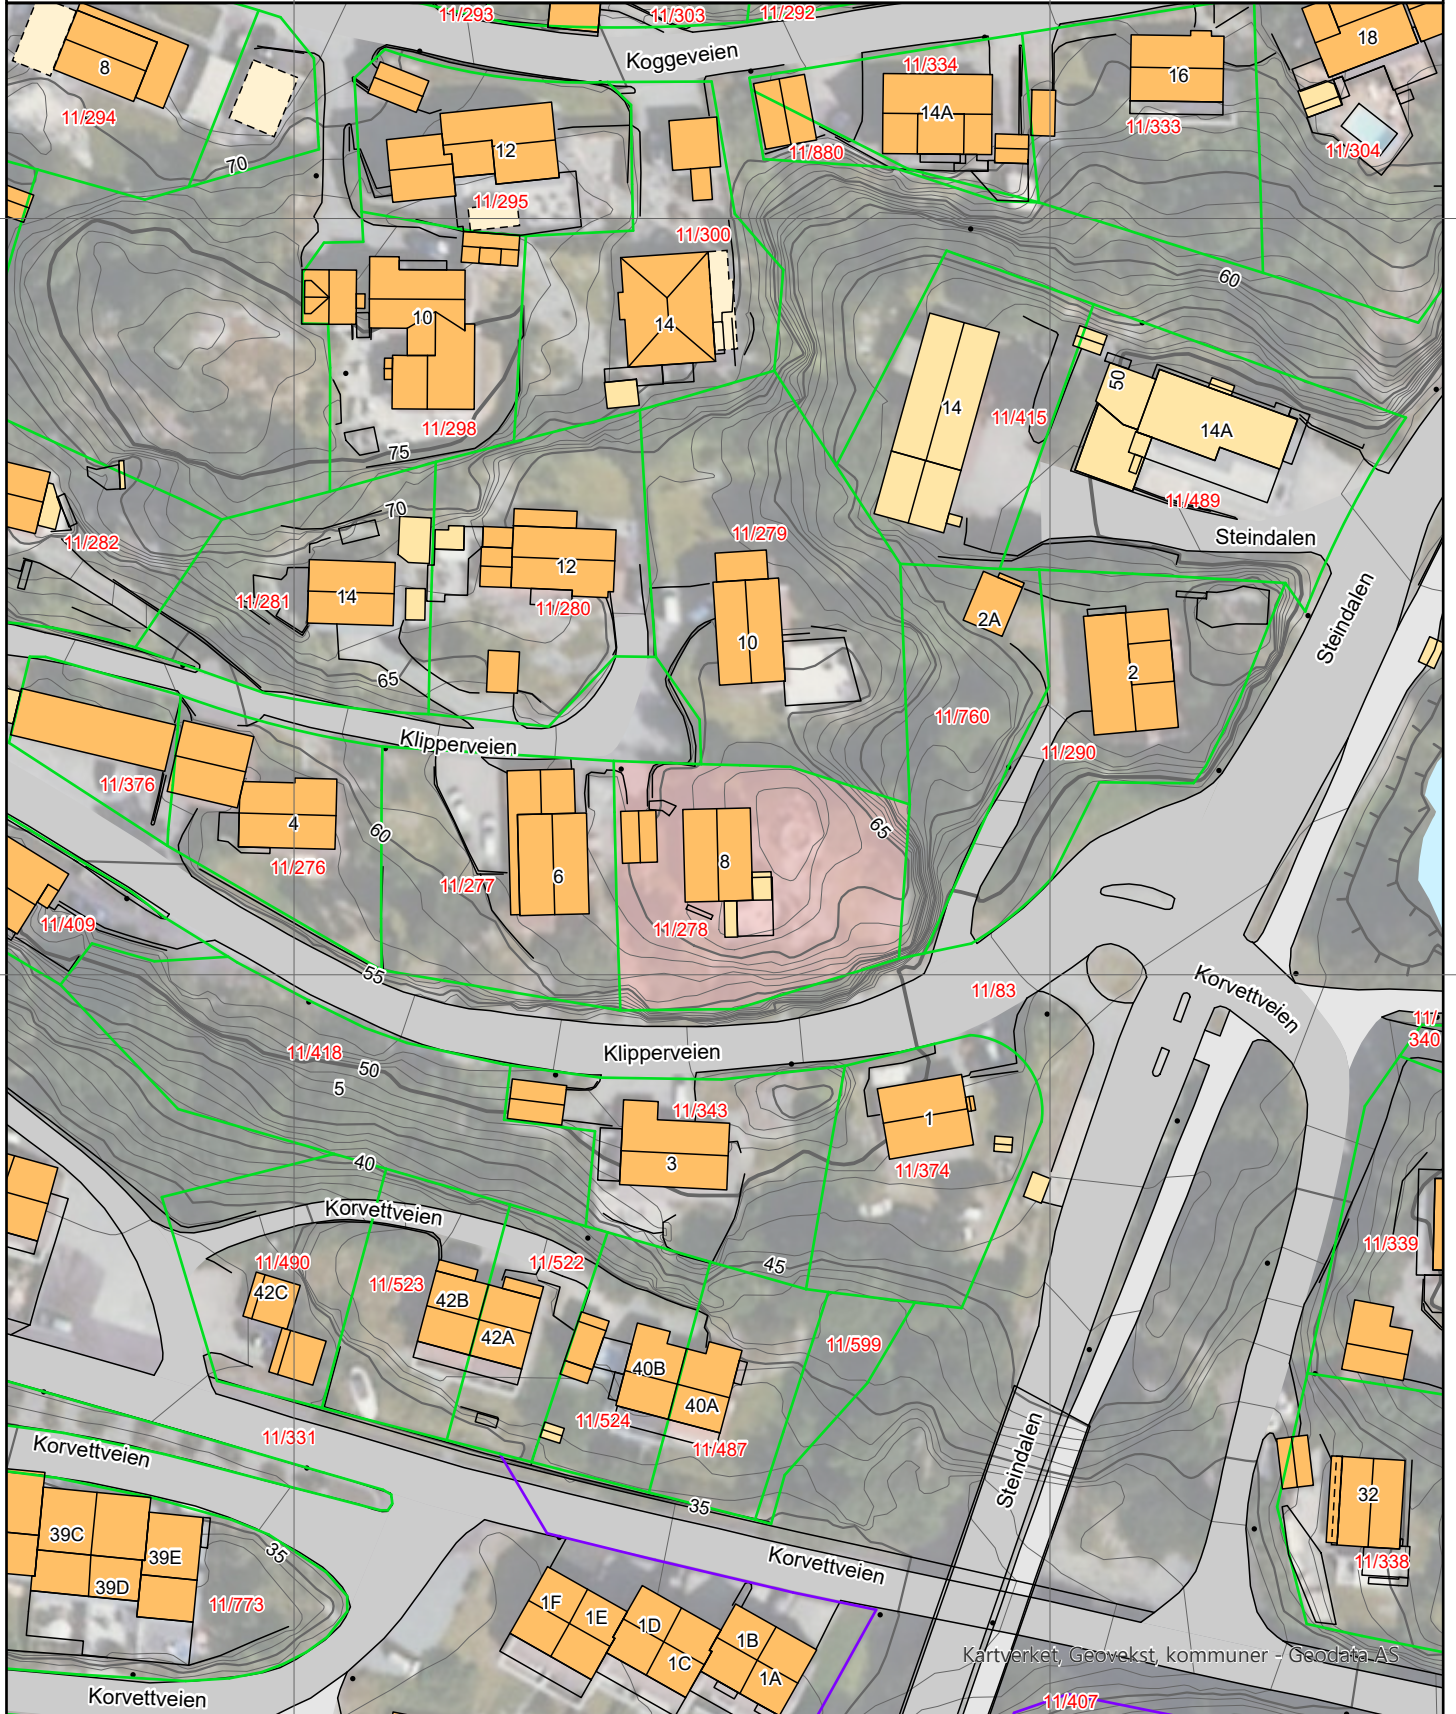 11/293
11/303
11/292
Koggeveien
8
11/294
70
12
11/295
11/300
11/334
14A
11/880
16
11/333
18
11/304
60
10
11/298
75
14
14
11/415
50
14A
11/489
Steindalen
Steindalen
11/282
70
14
11/281
12
11/280
65
11/279
10
2A
2
11/760
11/290
Klipperveien
11/376
4
11/276
60
11/277
6
8
11/278
65
11/409
55
11/83
Korvettveien
11/
340
11/418
50
5
Klipperveien
11/343
3
1
11/374
40
Korvettveien
45
11/490
42C
11/523
42B
42A
11/522
40B
40A
11/524
11/487
11/599
11/339
11/331
Korvettveien
35
Steindalen
32
11/338
39C
39D
39E
35
11/773
Korvettveien
1F
1E
1D
1C
1B
1A
Kartverket, Geovekst, kommuner - Geodata AS
Korvettveien
11/407